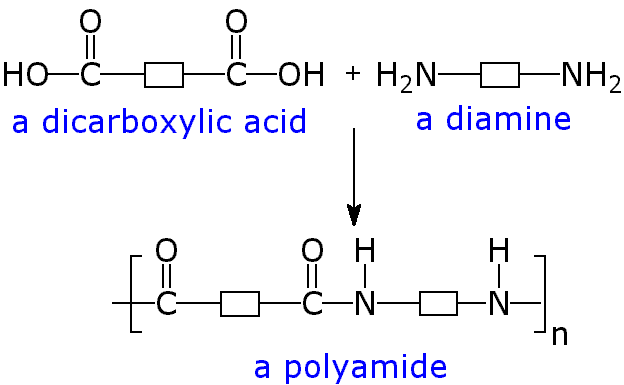 O O
HO C C OH + H₂N NH₂
a dicarboxylic acid a diamine
O O H H
C C N N n
a polyamide